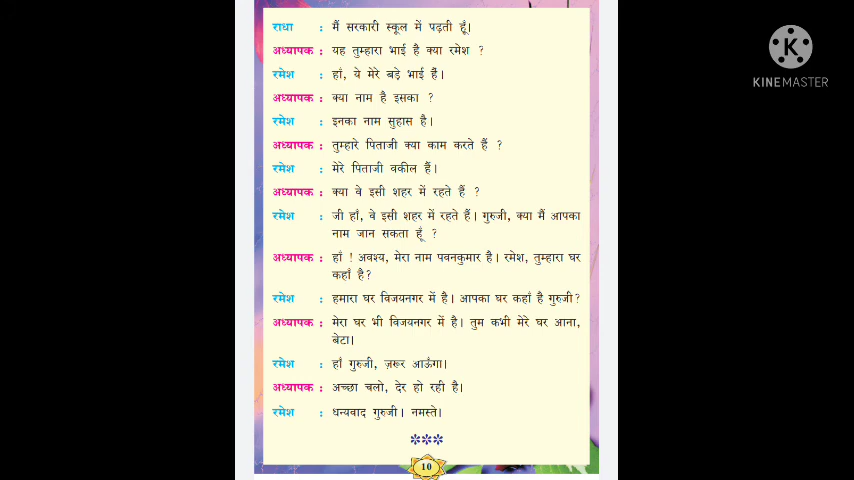 राधा : मैं सरकारी स्कूल में पढ़ती हूँ।
अध्यापक : यह तुम्हारा भाई है क्या रमेश ?
रमेश : हाँ, ये मेरे बड़े भाई हैं।
अध्यापक : क्या नाम है इसका ?
रमेश : इनका नाम सुहास है।
अध्यापक : तुम्हारे पिताजी क्या काम करते हैं ?
रमेश : मेरे पिताजी वकील हैं।
अध्यापक : क्या वे इसी शहर में रहते हैं ?
रमेश : जी हाँ, वे इसी शहर में रहते हैं। गुरुजी, क्या मैं आपका
नाम जान सकता हूँ ?
अध्यापक : हाँ ! अवश्य, मेरा नाम पवनकुमार है। रमेश, तुम्हारा घर
कहाँ है?
रमेश : हमारा घर विजयनगर में है। आपका घर कहाँ है गुरुजी?
अध्यापक : मेरा घर भी विजयनगर में है। तुम कभी मेरे घर आना,
बेटा।
रमेश : हाँ गुरुजी, ज़रूर आऊँगा।
अध्यापक : अच्छा चलो, देर हो रही है।
रमेश : धन्यवाद गुरुजी। नमस्ते।
***
10
K
KINEMASTER